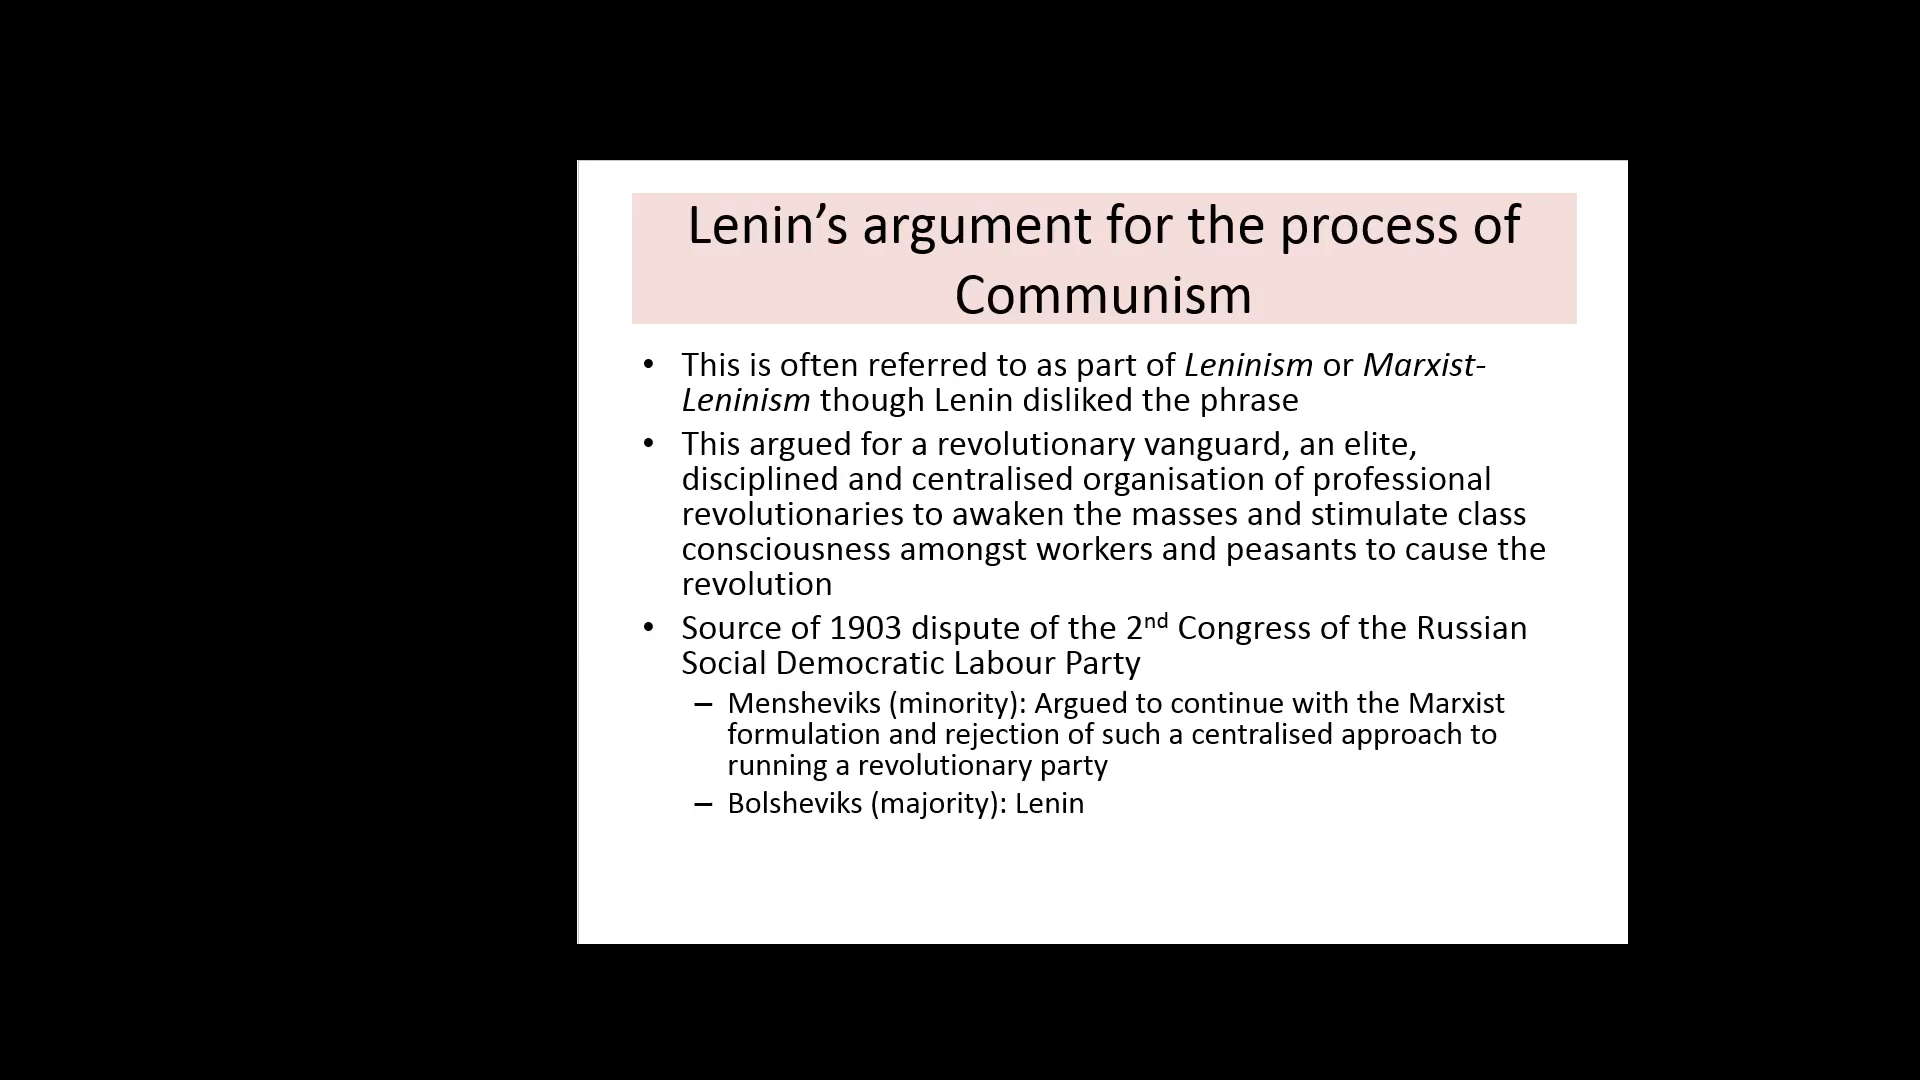 Lenin’s argument for the process of
Communism
• This is often referred to as part of Leninism or Marxist-
Leninism though Lenin disliked the phrase
• This argued for a revolutionary vanguard, an elite,
disciplined and centralised organisation of professional
revolutionaries to awaken the masses and stimulate class
consciousness amongst workers and peasants to cause the
revolution
• Source of 1903 dispute of the 2nd Congress of the Russian
Social Democratic Labour Party
– Mensheviks (minority): Argued to continue with the Marxist
formulation and rejection of such a centralised approach to
running a revolutionary party
– Bolsheviks (majority): Lenin